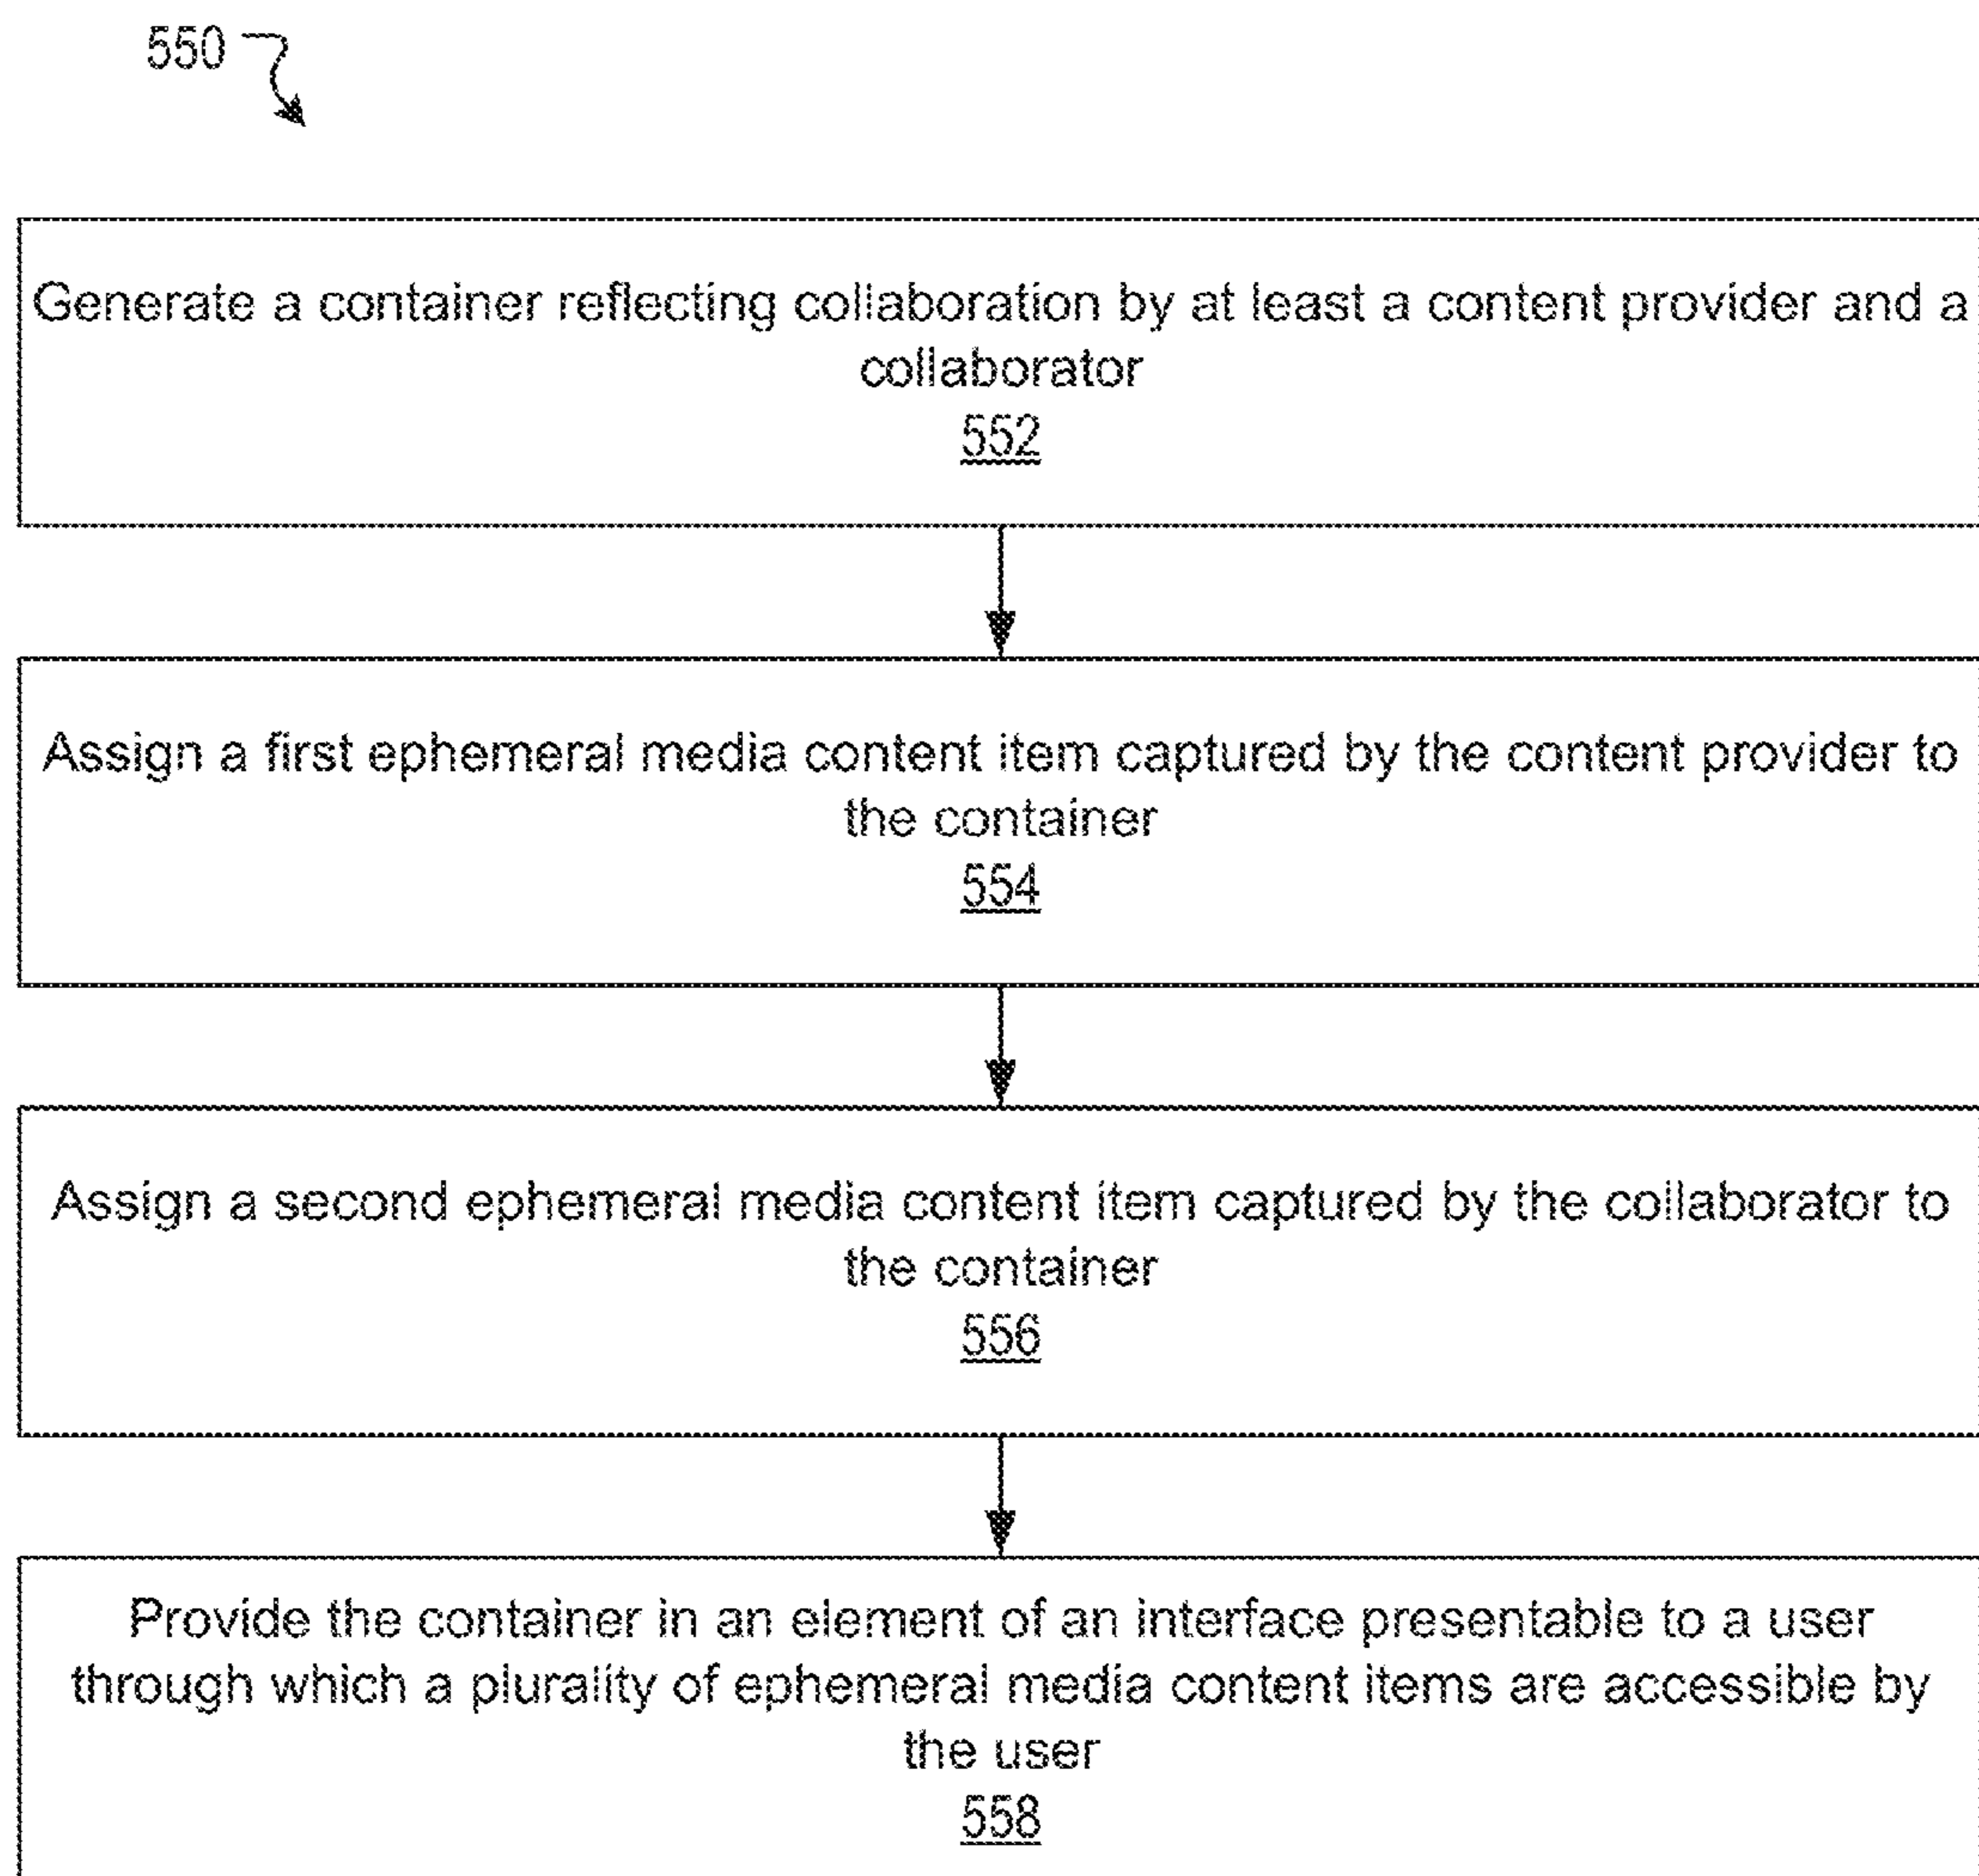 550
Generate a container reflecting collaboration by at least a content provider and a
collaborator
552
Assign a first ephemeral media content item captured by the content provider to
the container
554
Assign a second ephemeral media content item captured by the collaborator to
the container
556
Provide the container in an element of an interface presentable to a user
through which a plurality of ephemeral media content items are accessible by
the user
558